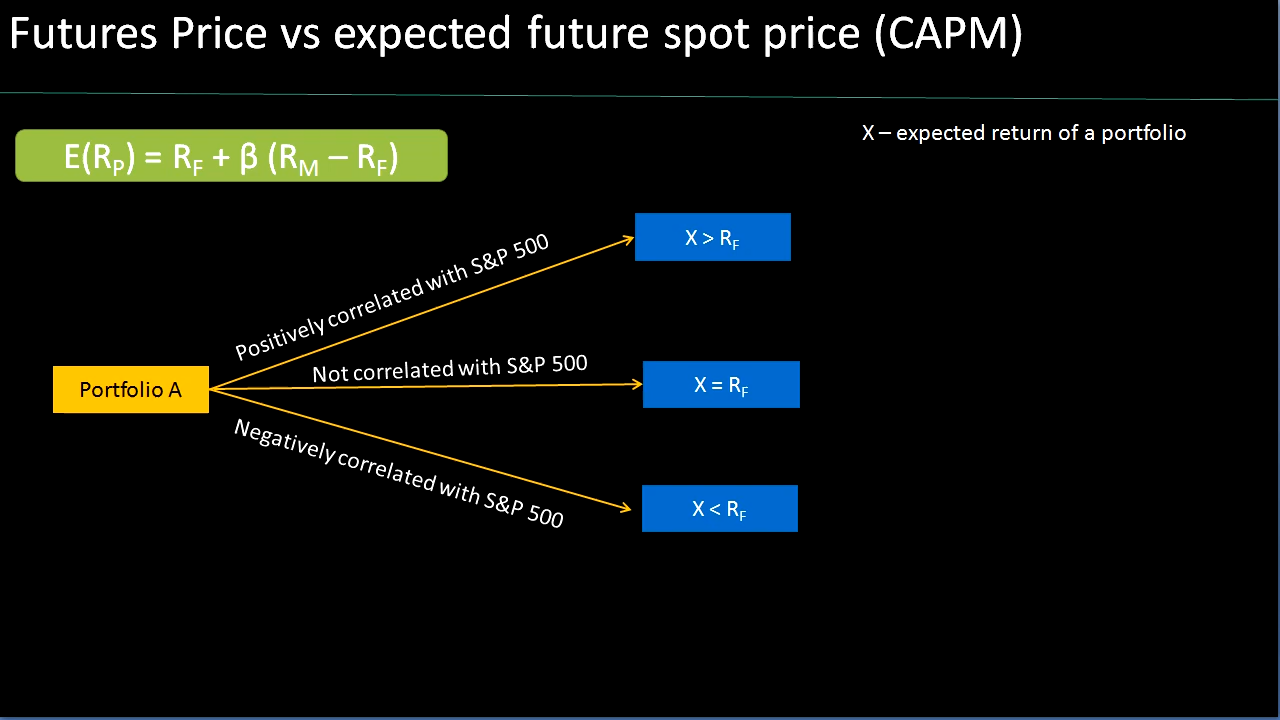 Futures Price vs expected future spot price (CAPM)
X – expected return of a portfolio
E(R_P) = R_F + β (R_M – R_F)
Positively correlated with S&P 500
X > R_F
Not correlated with S&P 500
X = R_F
Portfolio A
Negatively correlated with S&P 500
X < R_F